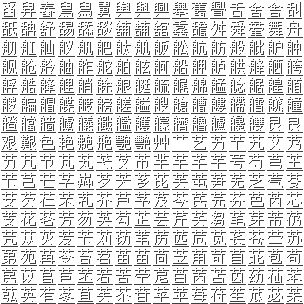 舀舁舂舃舄舅舆與興舉舊舋舌舍舎舏
舐舑舒舓舔舕舖舗舘舙舚舛舜舝舞舟
舠舡舢舣舤舥舦舧舨舩航舫般舭舮舯
舰舱舲舳舴舵舶舷舸船舺舻舼舽舾舿
艀艁艂艃艄艅艆艇艈艉艊艋艌艍艎艏
艐艑艒艓艔艕艖艗艘艙艚艛艜艝艞艟
艠艡艢艣艤艥艦艧艨艩艪艫艬艭艮良
艰艱色艳艴艵艶艷艸艹艺艻艼艽艾艿
芀芁节芃芄芅芆芇芈芉芊芋芌芍芎芏
芐芑芒芓芔芕芖芗芘芙芚芛芜芝芞芟
芠芡芢芣芤芥芦芧芨芩芪芫芬芭芮芯
芰花芲芳芴芵芶芷芸芹芺芻芼芽芾芿
苀苁苂苃苄苅苆苇苈苉苊苋苌苍苎苏
苐苑苒苓苔苕苖苗苘苙苚苛苜苝苞苟
苠苡苢苣苤若苦苧苨苩苪苫苬苭苮苯
苰英苲苳苴苵苶苷苸苹苺苻苼苽苾苿